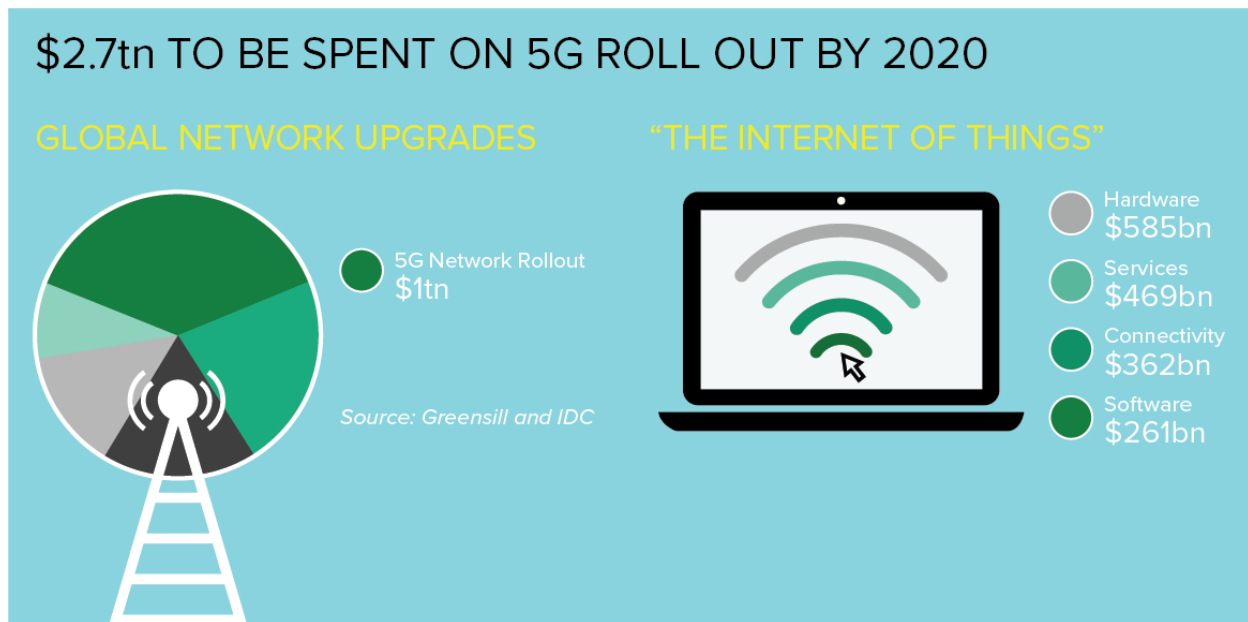 $2.7tn TO BE SPENT ON 5G ROLL OUT BY 2020
GLOBAL NETWORK UPGRADES
5G Network Rollout
$1tn
Source: Greensill and IDC
“THE INTERNET OF THINGS”
Hardware
$585bn
Services
$469bn
Connectivity
$362bn
Software
$261bn